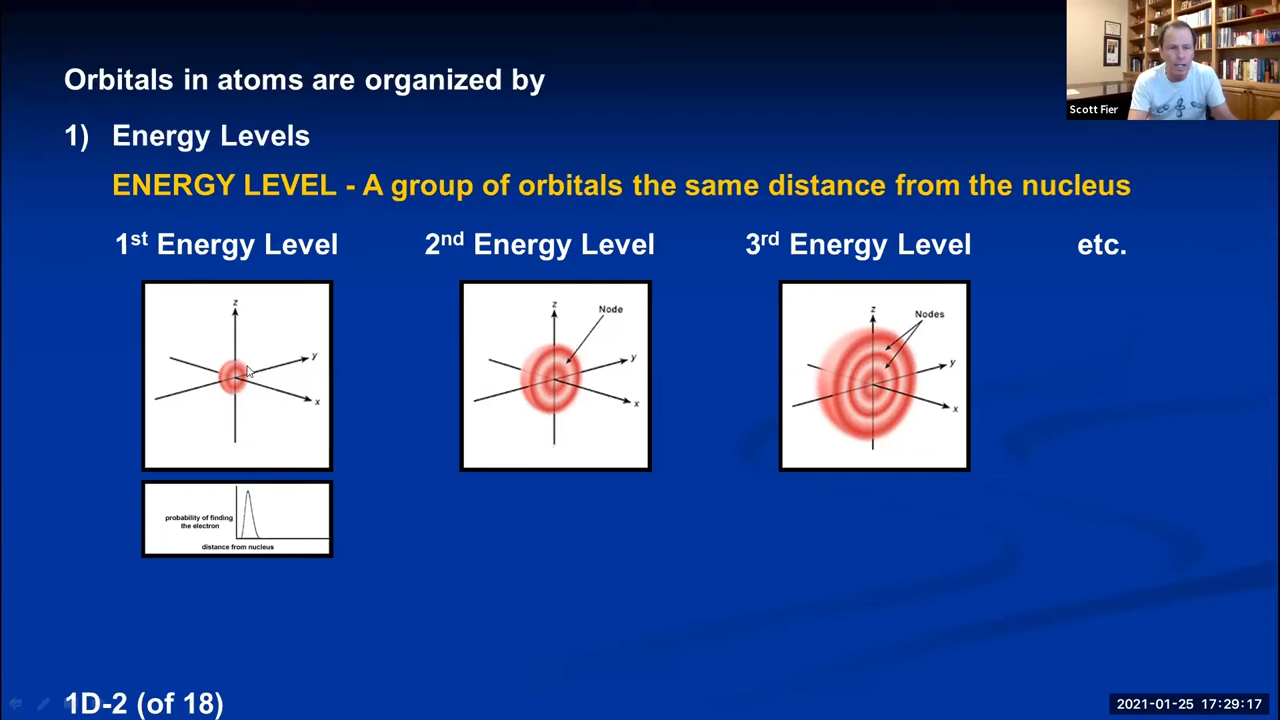 Orbitals in atoms are organized by
1) Energy Levels
ENERGY LEVEL - A group of orbitals the same distance from the nucleus
1st Energy Level
2nd Energy Level
3rd Energy Level
etc.
z
y
x
Node
z
y
x
Nodes
z
y
x
probability of finding
the electron
distance from nucleus
Scott Fier
1D-2 (of 18)
2021-01-25 17:29:17